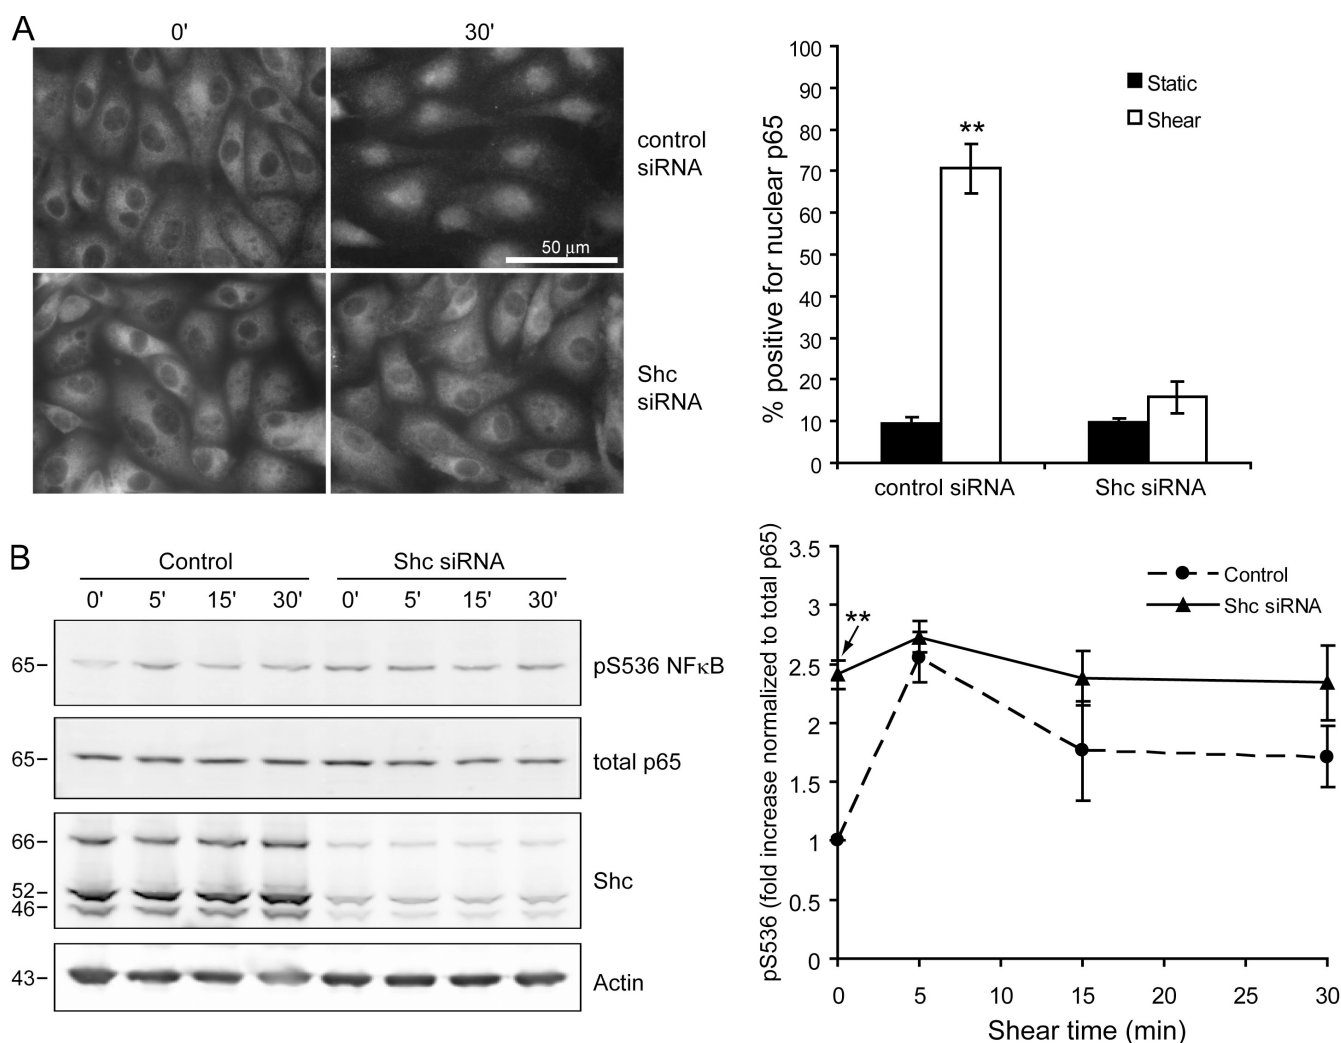 A
0'
30'
control
siRNA
50 μm
Shc
siRNA
% positive for nuclear p65
100
90
80
70
60
50
40
30
20
10
0
**
Static
Shear
control siRNA
Shc siRNA
B
Control
Shc siRNA
0'
5'
15'
30'
0'
5'
15'
30'
65–
pS536 NFκB
65–
total p65
66–
52–
46–
Shc
43–
Actin
pS536 (fold increase normalized to total p65)
3.5
3
2.5
2
1.5
1
0.5
0
**
Control
Shc siRNA
0
5
10
15
20
25
30
Shear time (min)